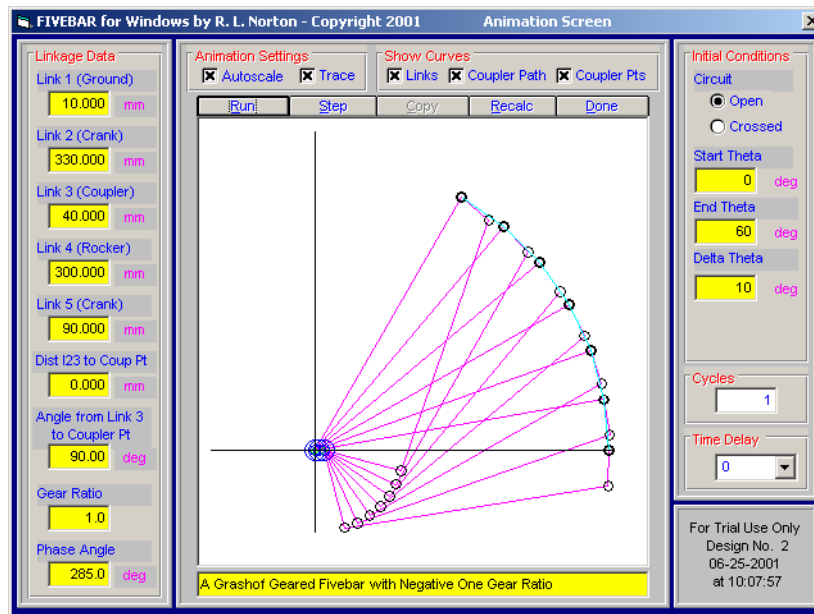 FIVEBAR for Windows by R. L. Norton - Copyright 2001 Animation Screen
Linkage Data
Link 1 (Ground)
10.000 mm
Link 2 (Crank)
330.000 mm
Link 3 (Coupler)
40.000 mm
Link 4 (Rocker)
300.000 mm
Link 5 (Crank)
90.000 mm
Dist I23 to Coup Pt
0.000 mm
Angle from Link 3
to Coupler Pt
90.00 deg
Gear Ratio
1.0
Phase Angle
285.0 deg
Animation Settings
Autoscale Trace
Show Curves
Links Coupler Path Coupler Pts
Run Step Copy Recalc Done
A Grashof Geared Fivebar with Negative One Gear Ratio
Initial Conditions
Circuit
Open
Crossed
Start Theta
0 deg
End Theta
60 deg
Delta Theta
10 deg
Cycles
1
Time Delay
0
For Trial Use Only
Design No. 2
06-25-2001
at 10:07:57